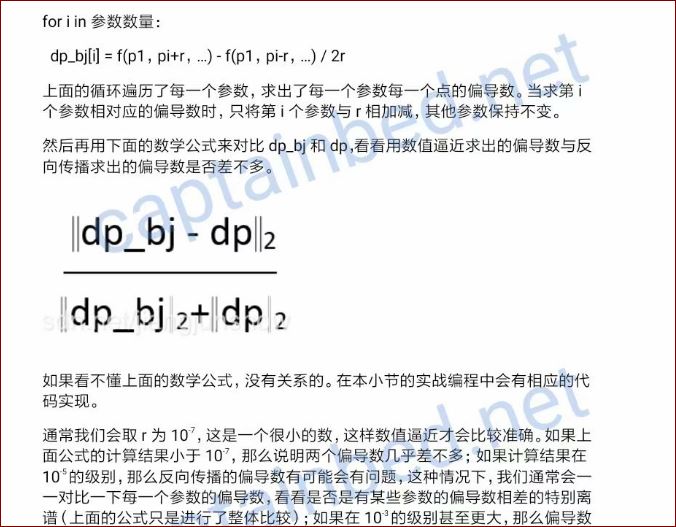 for i in 参数数量：
dp_bj[i] = f(p1，pi+r，...) - f(p1，pi-r，...) / 2r
上面的循环遍历了每一个参数，求出了每一个参数每一个点的偏导数。当求第 i
个参数相对应的偏导数时，只将第 i 个参数与 r 相加减，其他参数保持不变。
然后再用下面的数学公式来对比 dp_bj 和 dp,看看用数值逼近求出的偏导数与反
向传播求出的偏导数是否差不多。
‖dp_bj - dp‖₂
‖dp_bj‖₂+‖dp‖₂
如果看不懂上面的数学公式，没有关系的。在本小节的实战编程中会有相应的代
码实现。
通常我们会取 r 为 10⁻⁷，这是一个很小的数，这样数值逼近才会比较准确。如果上
面公式的计算结果小于 10⁻⁷，那么说明两个偏导数几乎差不多；如果计算结果在
10⁻⁵的级别，那么反向传播的偏导数有可能会有问题，这种情况下，我们通常会一
一对比一下每一个参数的偏导数，看看是否是有某些参数的偏导数相差的特别离
谱（上面的公式只是进行了整体比较）；如果在 10⁻³的级别甚至更大，那么偏导数
captainbed.net
captainbed.net